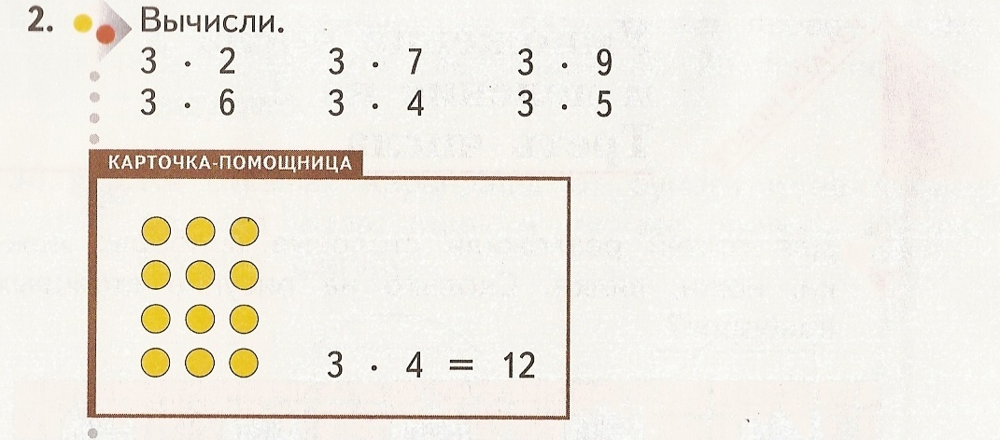 2. Вычисли.
3 · 2 3 · 7 3 · 9
3 · 6 3 · 4 3 · 5
КАРТОЧКА-ПОМОЩНИЦА
3 · 4 = 12